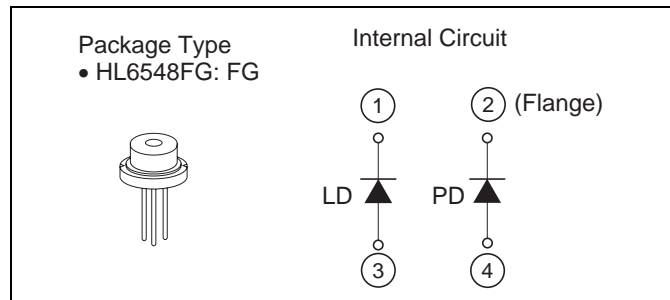 Package Type
• HL6548FG: FG
Internal Circuit
1
2 (Flange)
LD
PD
3
4